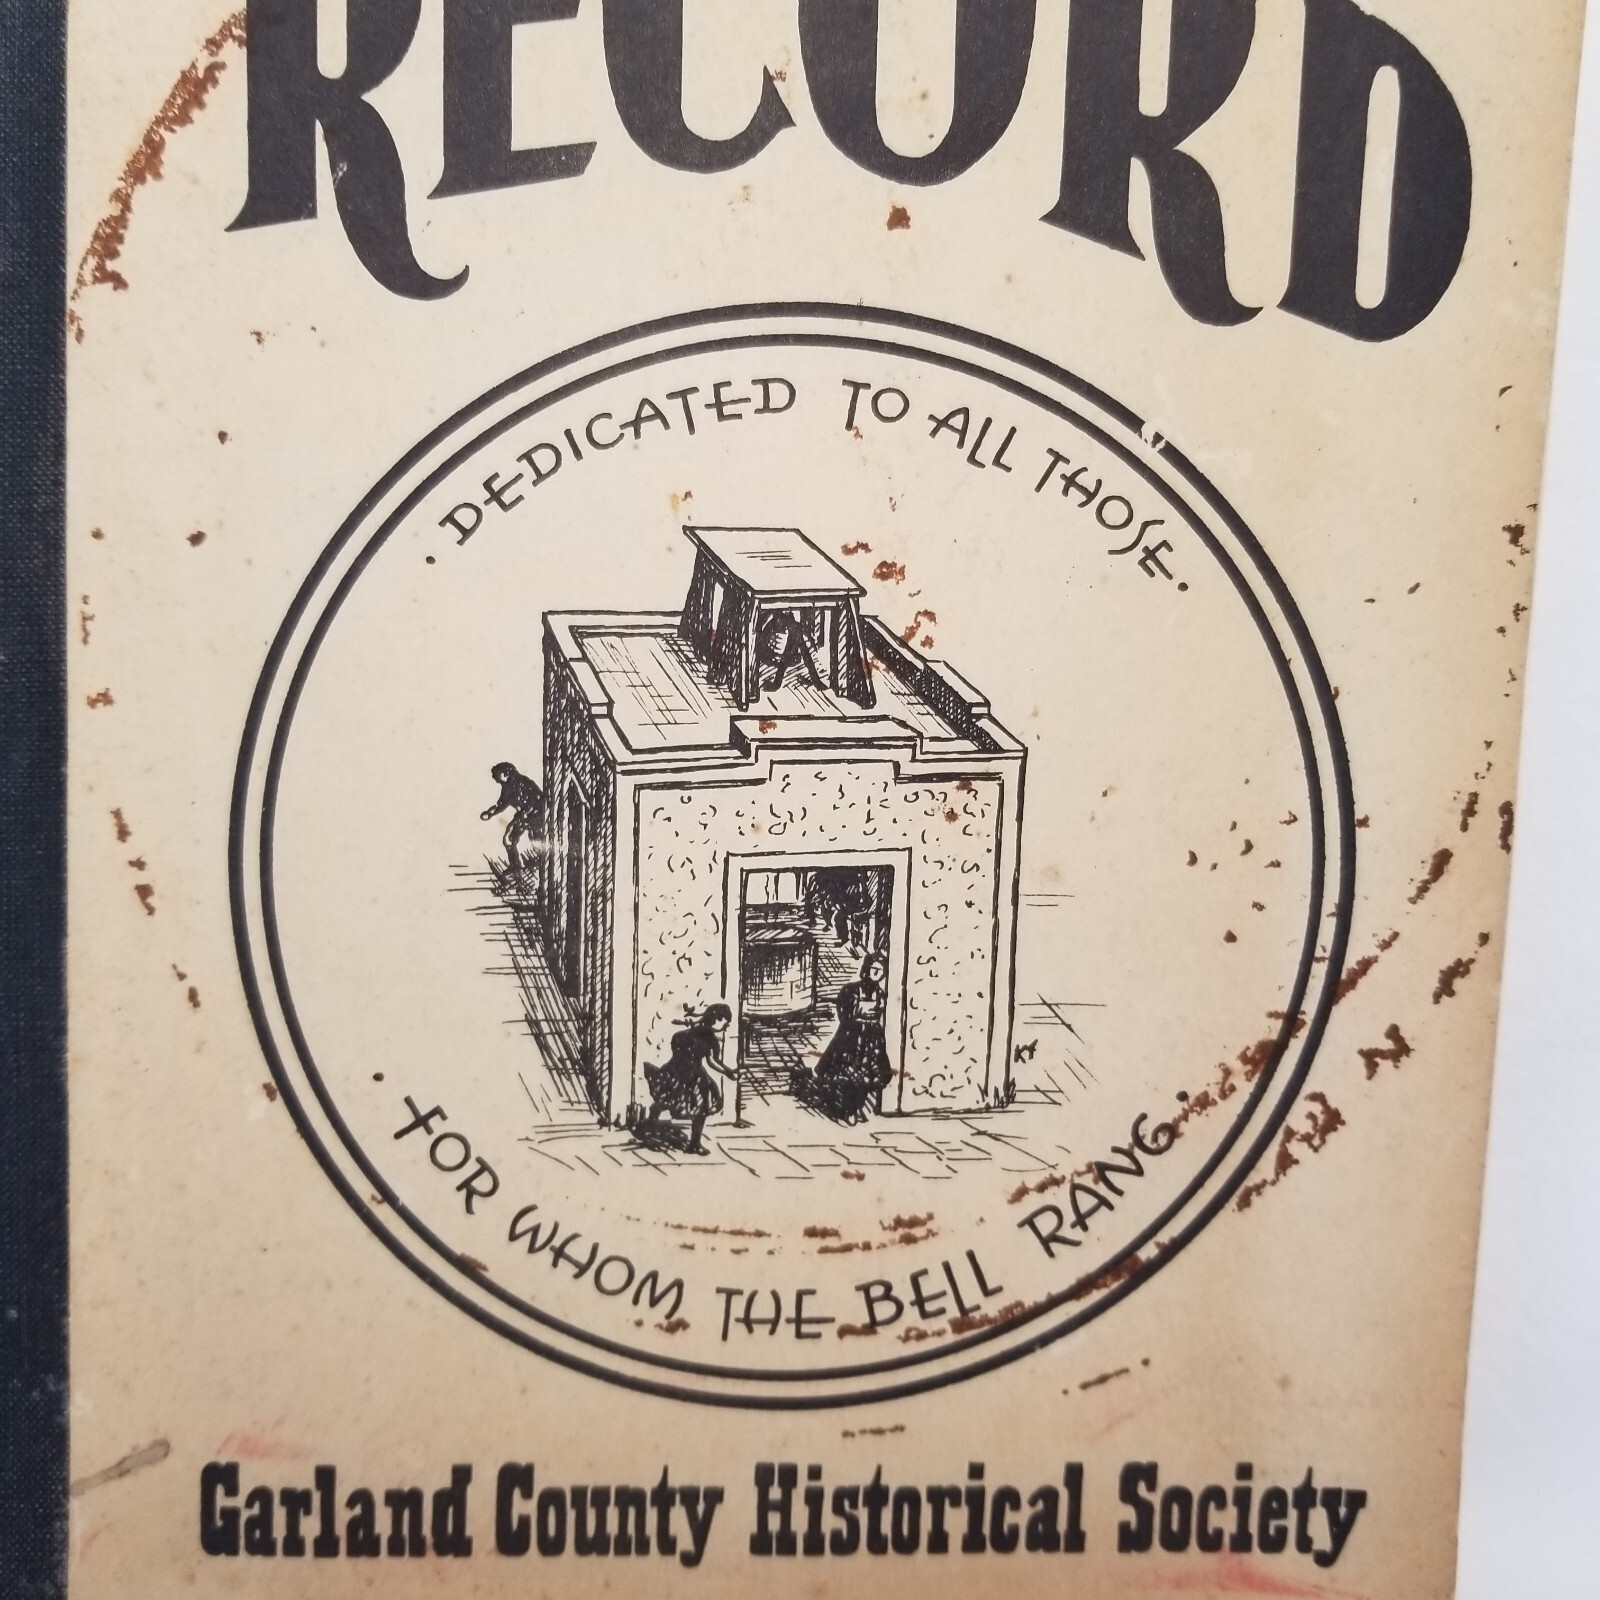 RECORD
· DEDICATED TO ALL THOSE ·
· FOR WHOM THE BELL RANG ·
Garland County Historical Society